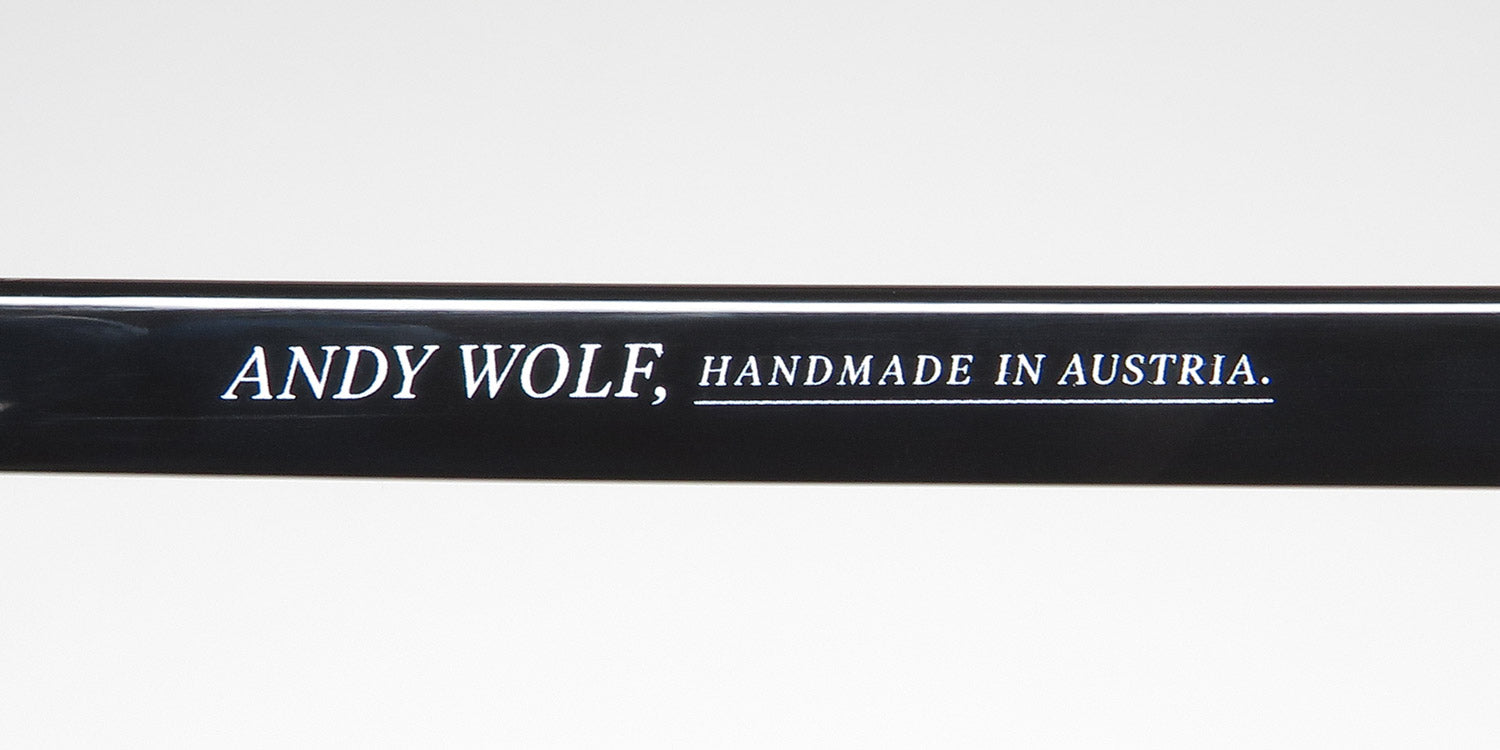 ANDY WOLF, HANDMADE IN AUSTRIA.